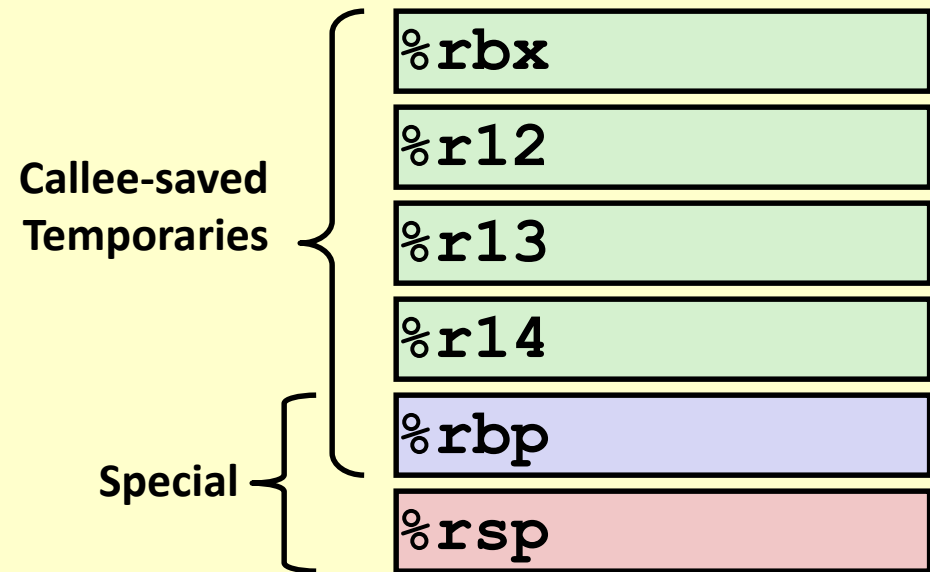 %rbx
%r12
Callee-saved
Temporaries
%r13
%r14
%rbp
Special
%rsp